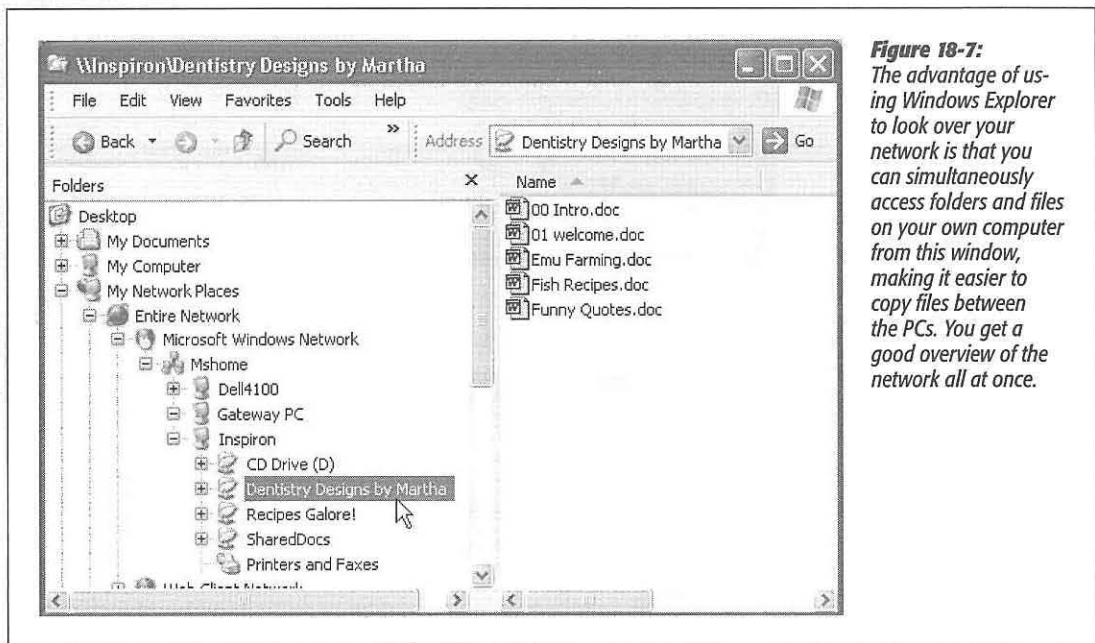 \\Inspiron\Dentistry Designs by Martha
File Edit View Favorites Tools Help
Back Search » Address Dentistry Designs by Martha Go
Folders
Desktop
My Documents
My Computer
My Network Places
Entire Network
Microsoft Windows Network
Mshome
Dell4100
Gateway PC
Inspiron
CD Drive (D)
Dentistry Designs by Martha
Recipes Galore!
SharedDocs
Printers and Faxes
Name
00 Intro.doc
01 welcome.doc
Emu Farming.doc
Fish Recipes.doc
Funny Quotes.doc
Figure 18-7:
The advantage of us-
ing Windows Explorer
to look over your
network is that you
can simultaneously
access folders and files
on your own computer
from this window,
making it easier to
copy files between
the PCs. You get a
good overview of the
network all at once.